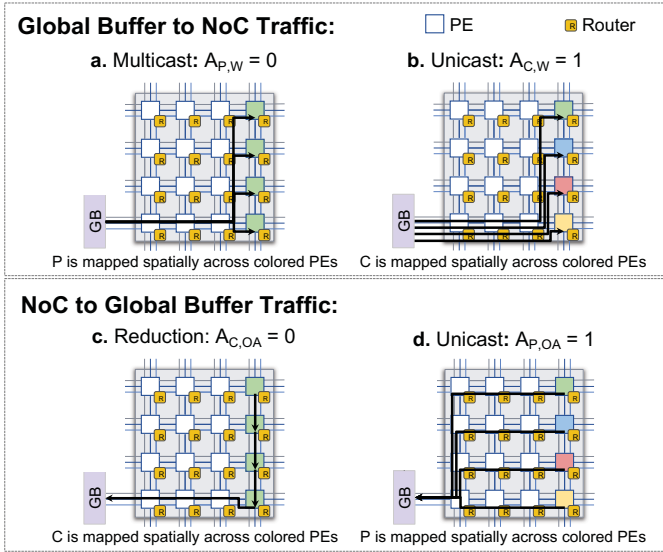 Global Buffer to NoC Traffic:
PE
R Router
a. Multicast: A_P,W = 0
b. Unicast: A_C,W = 1
R R R R
R R R R
R R R R
R R R R
GB
R R R R
R R R R
R R R R
R R R R
GB
P is mapped spatially across colored PEs
C is mapped spatially across colored PEs
NoC to Global Buffer Traffic:
c. Reduction: A_C,OA = 0
d. Unicast: A_P,OA = 1
R R R R
R R R R
R R R R
R R R R
GB
R R R R
R R R R
R R R R
R R R R
GB
C is mapped spatially across colored PEs
P is mapped spatially across colored PEs